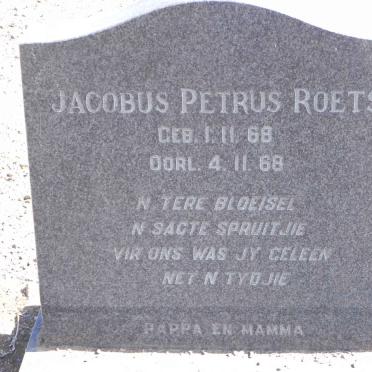 JACOBUS PETRUS ROETS
GEB. 1. 11. 68
OORL. 4. 11. 68
N TERE BLOEISEL
N SAGTE SPRUITJIE
VIR ONS WAS JY GELEEN
NET N TYDJIE
PAPPA EN MAMMA